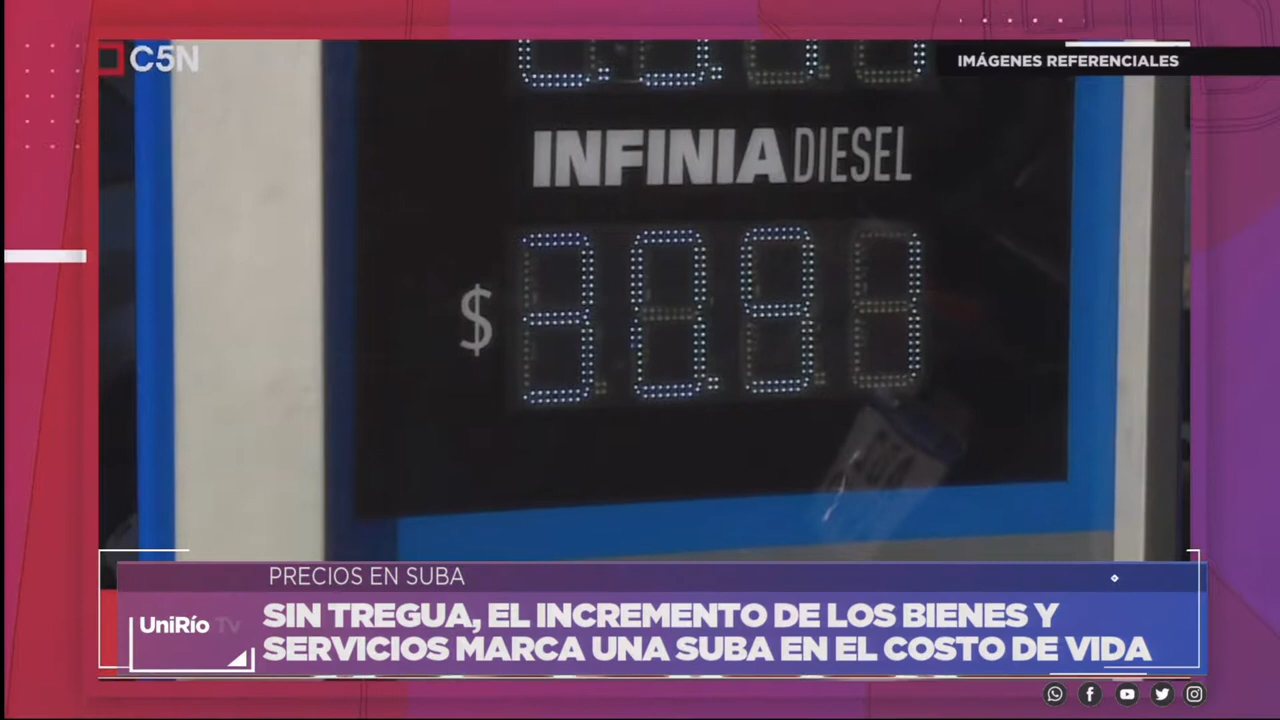 C5N
IMÁGENES REFERENCIALES
INFINIA DIESEL
$
PRECIOS EN SUBA
UniRío Tv
SIN TREGUA, EL INCREMENTO DE LOS BIENES Y
SERVICIOS MARCA UNA SUBA EN EL COSTO DE VIDA